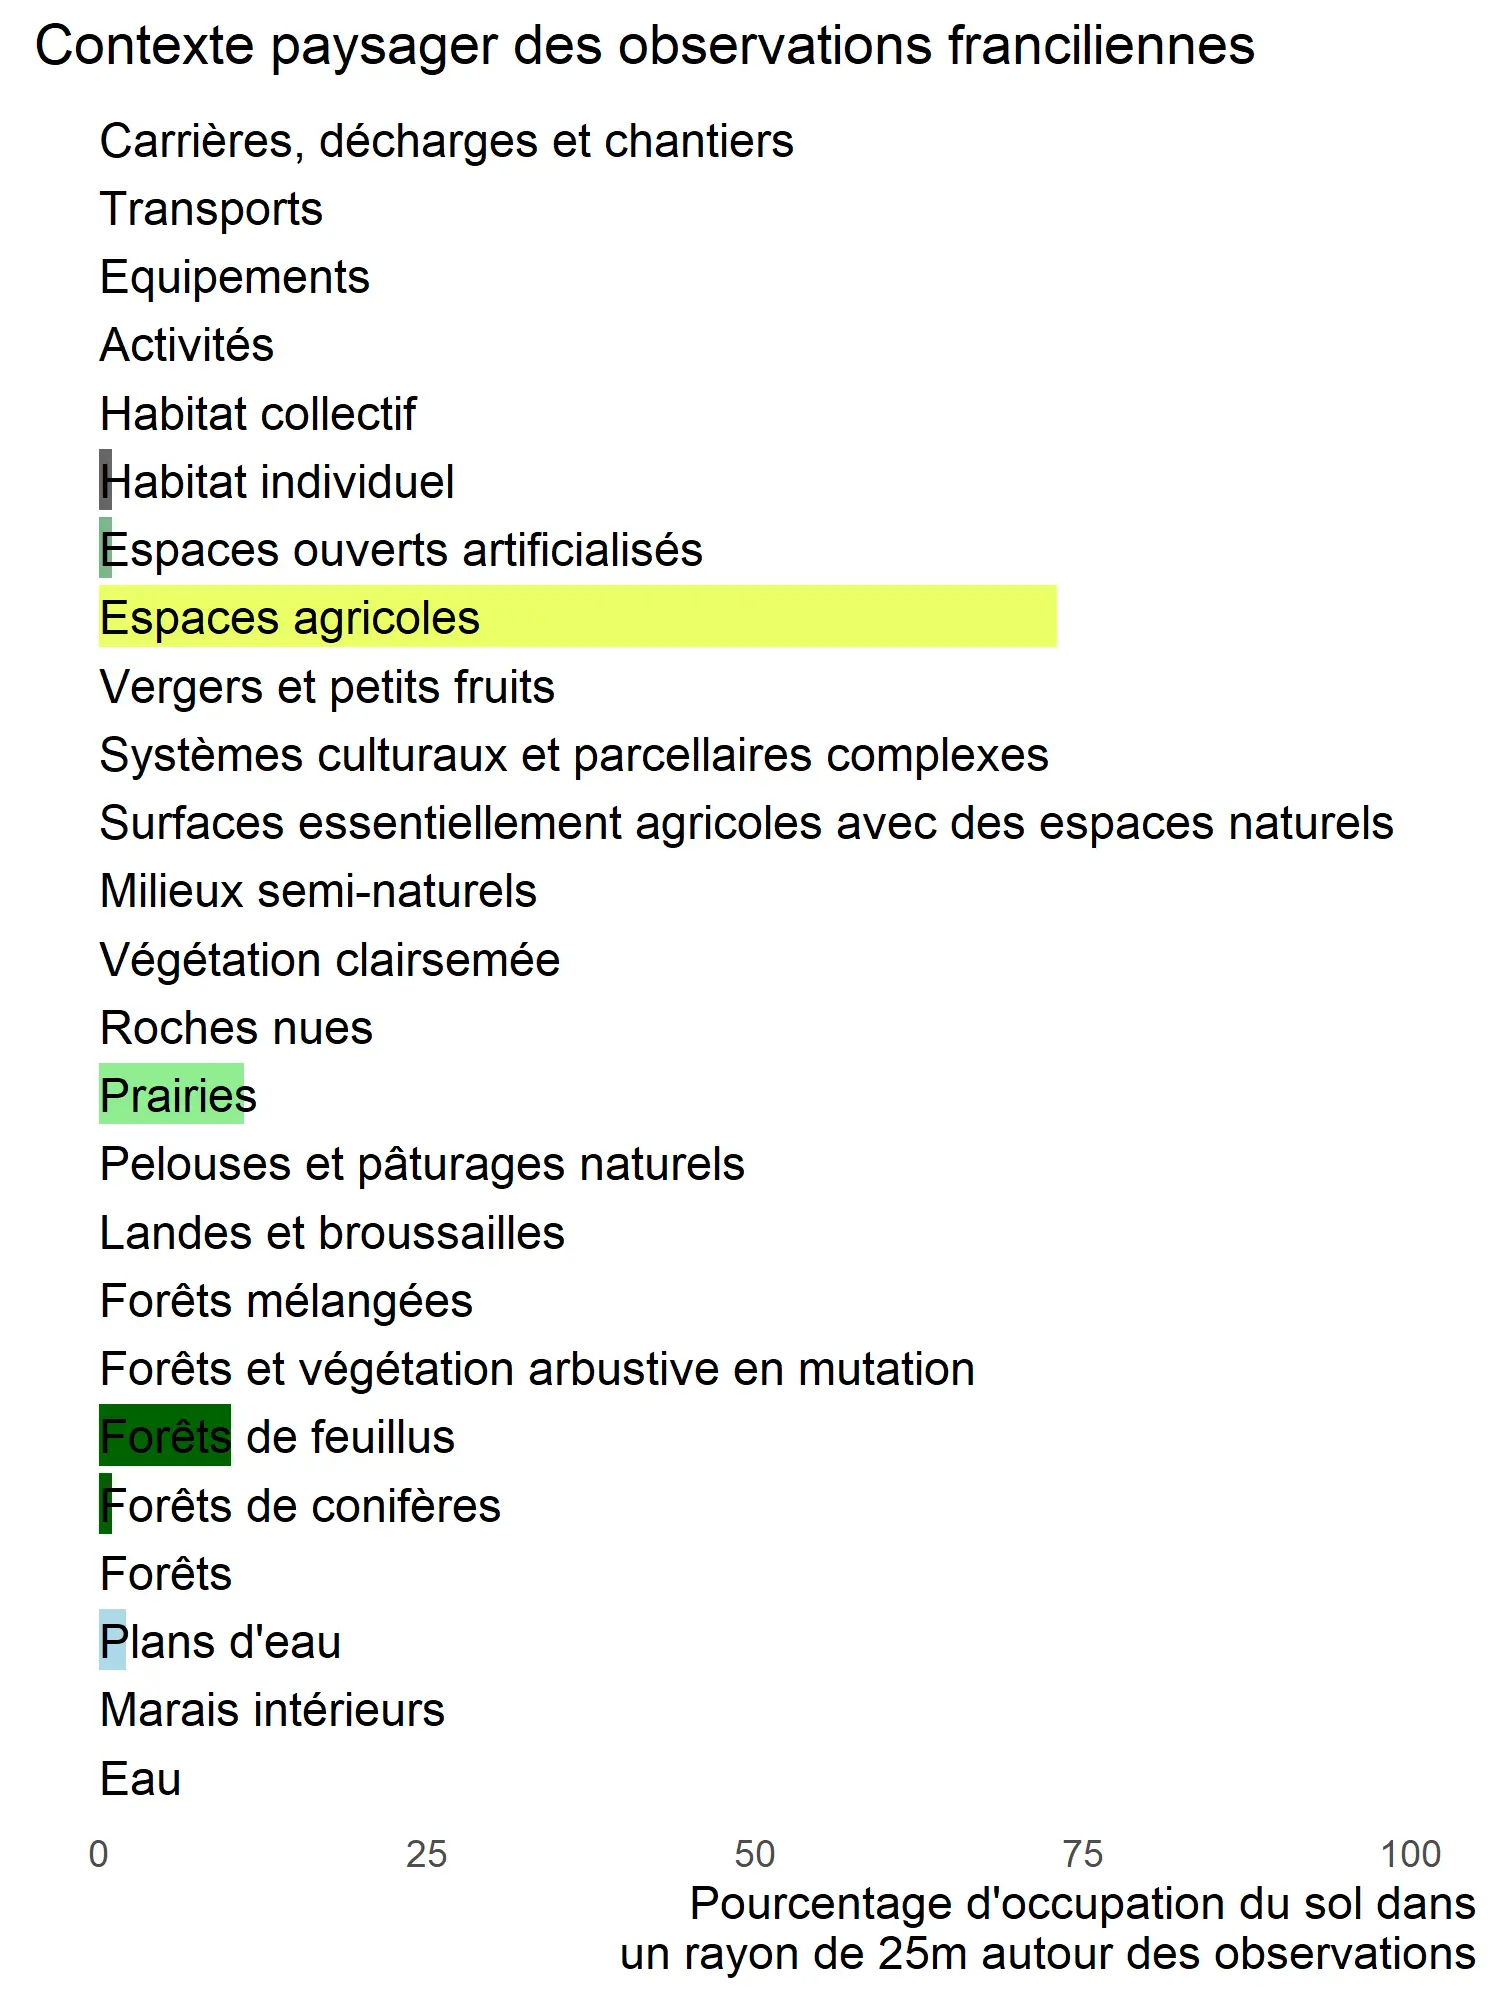 Contexte paysager des observations franciliennes
Carrières, décharges et chantiers
Transports
Equipements
Activités
Habitat collectif
Habitat individuel
Espaces ouverts artificialisés
Espaces agricoles
Vergers et petits fruits
Systèmes culturaux et parcellaires complexes
Surfaces essentiellement agricoles avec des espaces naturels
Milieux semi-naturels
Végétation clairsemée
Roches nues
Prairies
Pelouses et pâturages naturels
Landes et broussailles
Forêts mélangées
Forêts et végétation arbustive en mutation
Forêts de feuillus
Forêts de conifères
Forêts
Plans d'eau
Marais intérieurs
Eau
0 25 50 75 100
Pourcentage d'occupation du sol dans
un rayon de 25m autour des observations